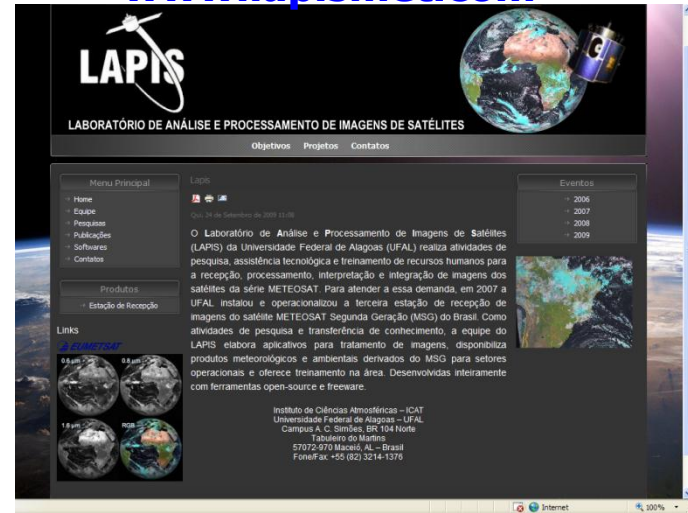 LAPIS
LABORATÓRIO DE ANÁLISE E PROCESSAMENTO DE IMAGENS DE SATÉLITES
Objetivos Projetos Contatos
Menu Principal
Home
Equipe
Pesquisas
Publicações
Softwares
Contatos
Produtos
Estação de Recepção
Links
EUMETSAT
0.6 µm 0.8 µm
1.6 µm RGB
Lapis
Qui, 24 de Setembro de 2009 11:08
O Laboratório de Análise e Processamento de Imagens de Satélites
(LAPIS) da Universidade Federal de Alagoas (UFAL) realiza atividades de
pesquisa, assistência tecnológica e treinamento de recursos humanos para
a recepção, processamento, interpretação e integração de imagens dos
satélites da série METEOSAT. Para atender a essa demanda, em 2007 a
UFAL instalou e operacionalizou a terceira estação de recepção de
imagens do satélite METEOSAT Segunda Geração (MSG) do Brasil. Como
atividades de pesquisa e transferência de conhecimento, a equipe do
LAPIS elabora aplicativos para tratamento de imagens, disponibiliza
produtos meteorológicos e ambientais derivados do MSG para setores
operacionais e oferece treinamento na área. Desenvolvidas inteiramente
com ferramentas open-source e freeware.
Instituto de Ciências Atmosféricas – ICAT
Universidade Federal de Alagoas – UFAL
Campus A. C. Simões, BR 104 Norte
Tabuleiro do Martins
57072-970 Maceió, AL – Brasil
Fone/Fax: +55 (82) 3214-1376
Eventos
2006
2007
2008
2009
Internet
100%